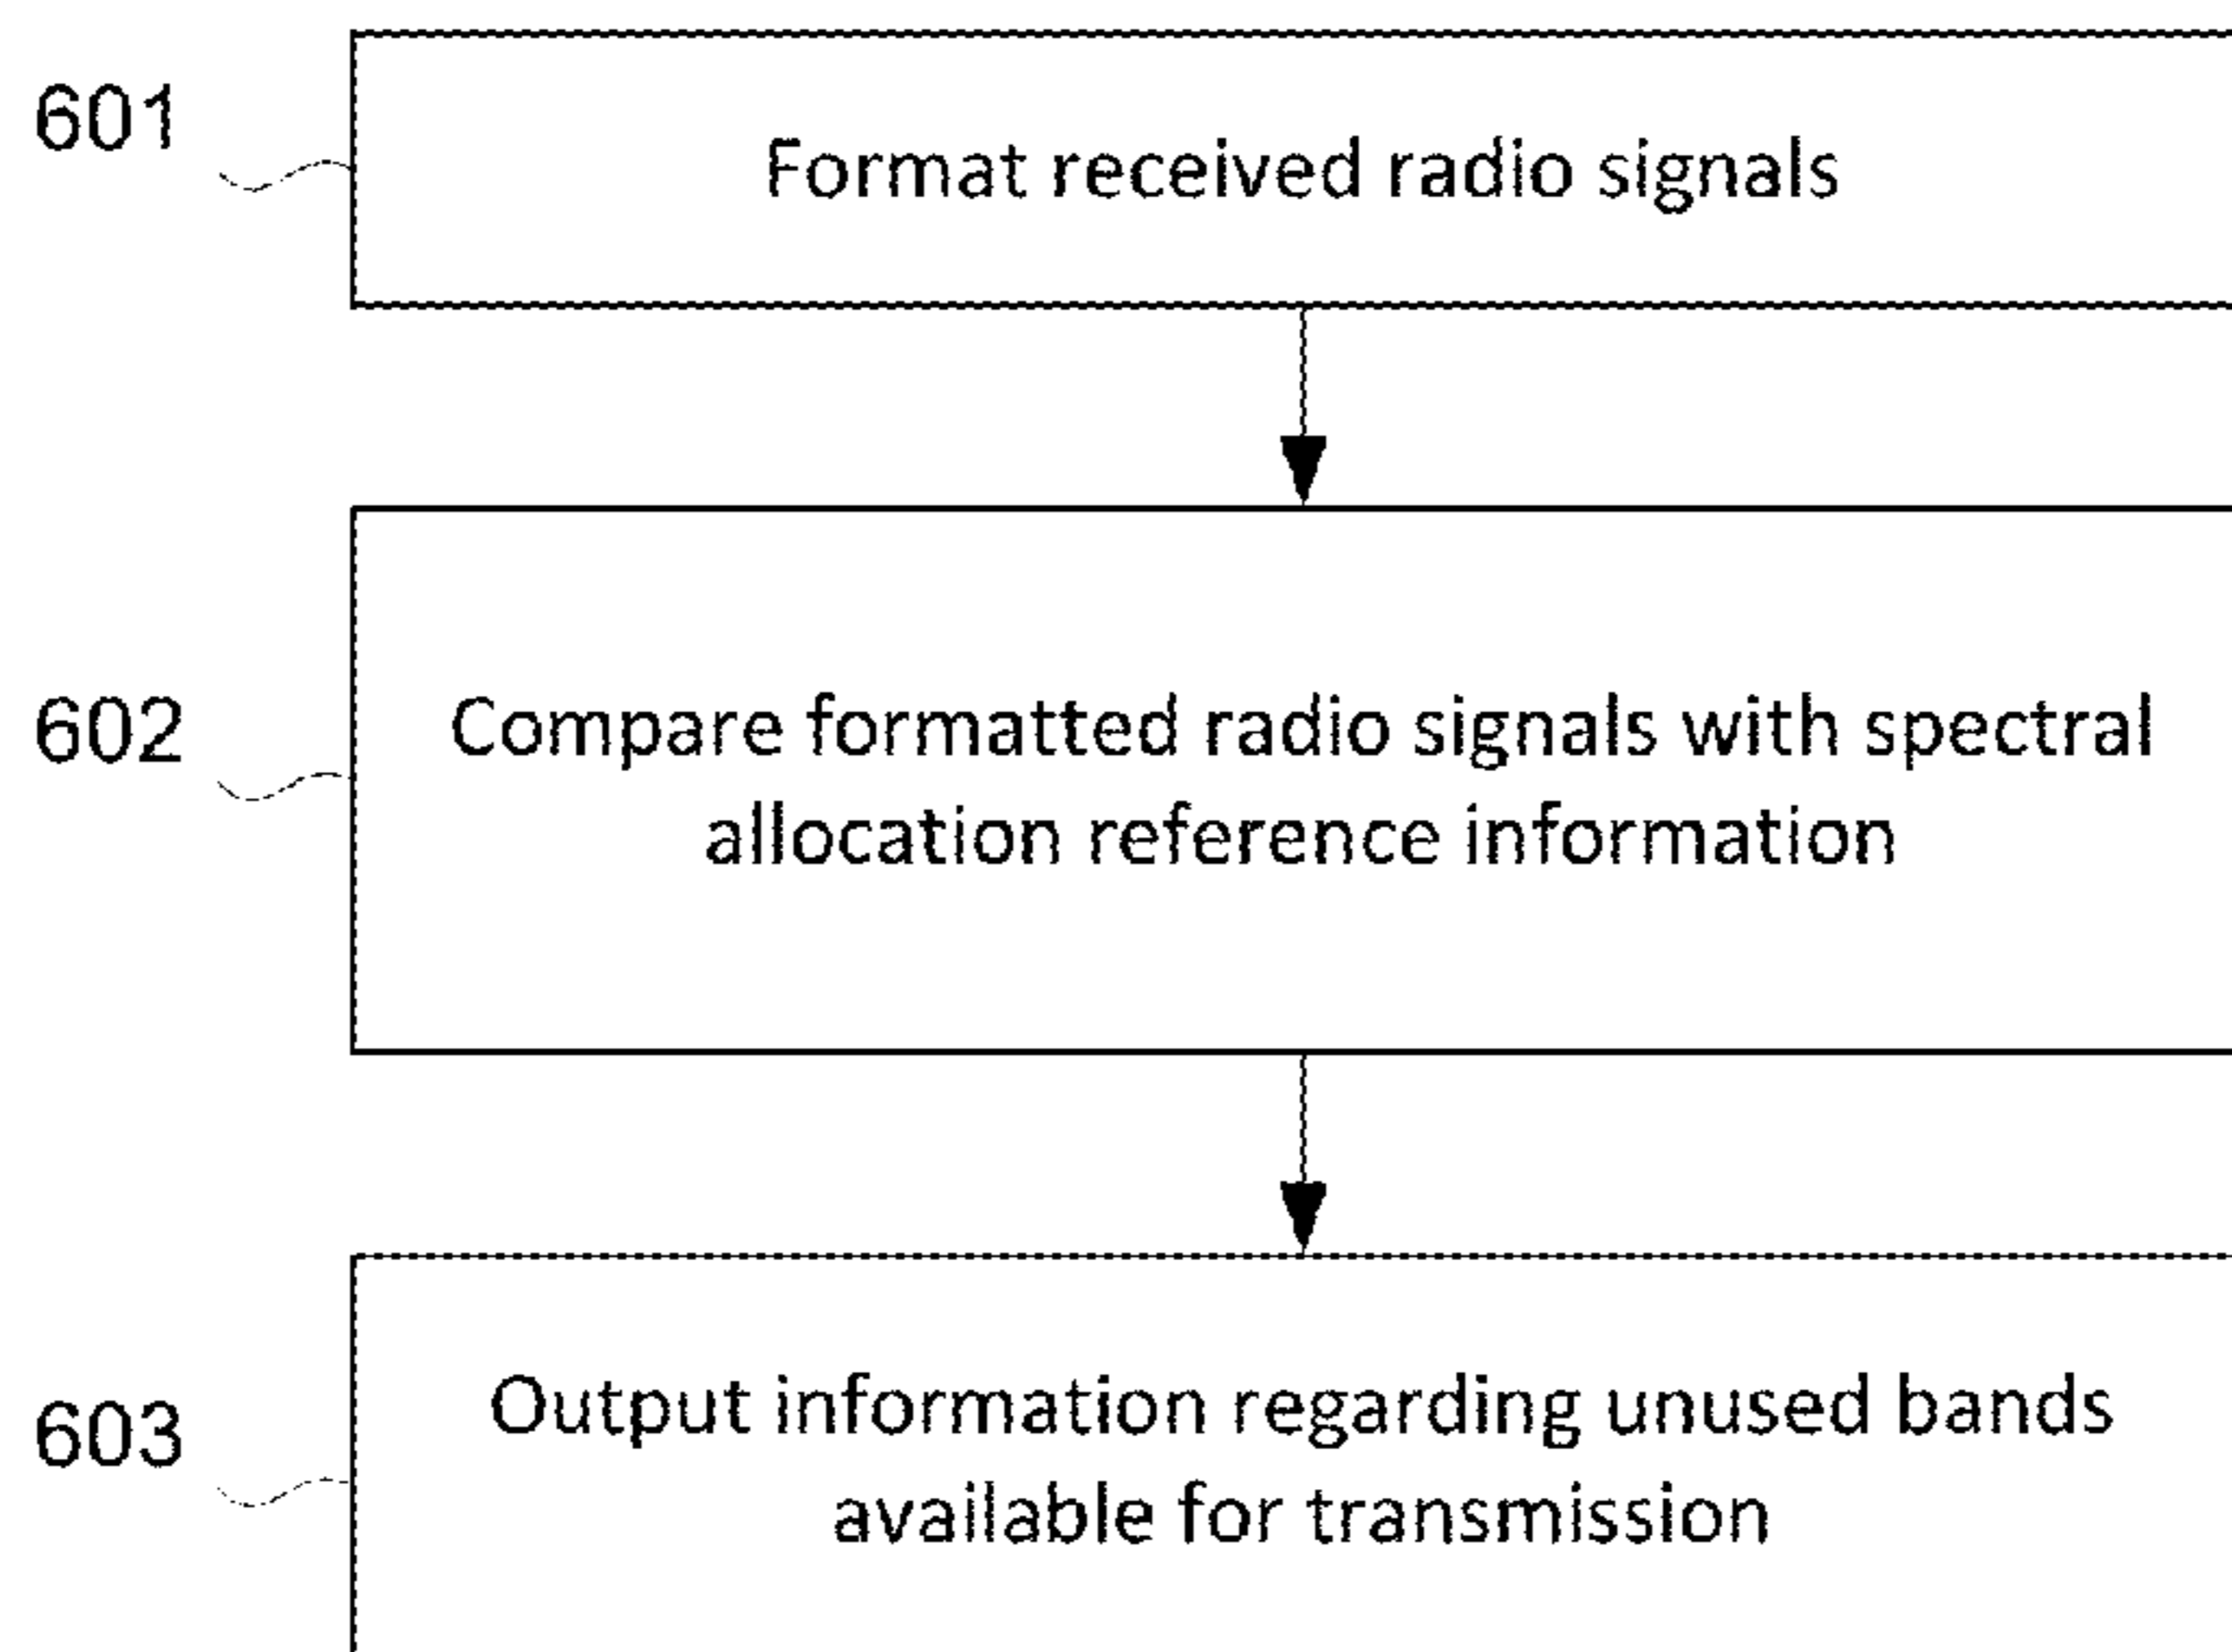 601
Format received radio signals
602
Compare formatted radio signals with spectral
allocation reference information
603
Output information regarding unused bands
available for transmission